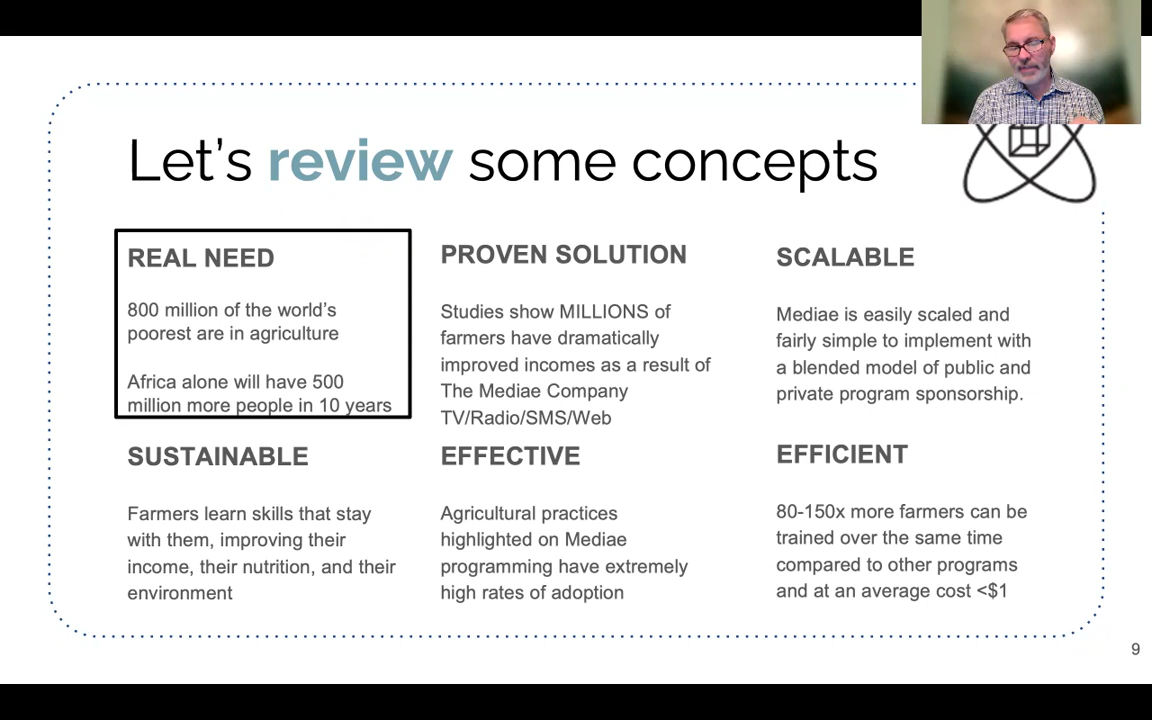 Let's review some concepts
REAL NEED
800 million of the world's
poorest are in agriculture
Africa alone will have 500
million more people in 10 years
PROVEN SOLUTION
Studies show MILLIONS of
farmers have dramatically
improved incomes as a result of
The Mediae Company
TV/Radio/SMS/Web
SCALABLE
Mediae is easily scaled and
fairly simple to implement with
a blended model of public and
private program sponsorship.
SUSTAINABLE
Farmers learn skills that stay
with them, improving their
income, their nutrition, and their
environment
EFFECTIVE
Agricultural practices
highlighted on Mediae
programming have extremely
high rates of adoption
EFFICIENT
80-150x more farmers can be
trained over the same time
compared to other programs
and at an average cost <$1
9